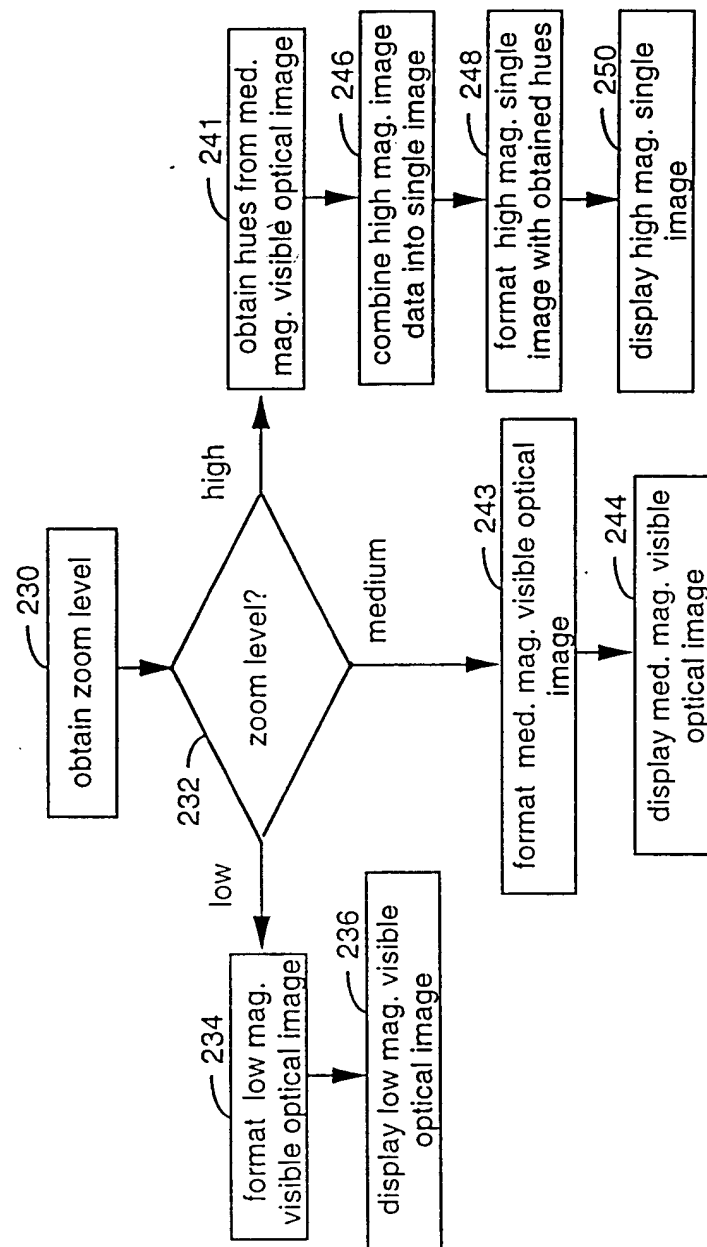 230
obtain zoom level
232
zoom level?
low
medium
high
234
format low mag.
visible optical image
236
display low mag. visible
optical image
243
format med. mag. visible optical
image
244
display med. mag. visible
optical image
241
obtain hues from med.
mag. visible optical image
246
combine high mag. image
data into single image
248
format high mag. single
image with obtained hues
250
display high mag. single
image